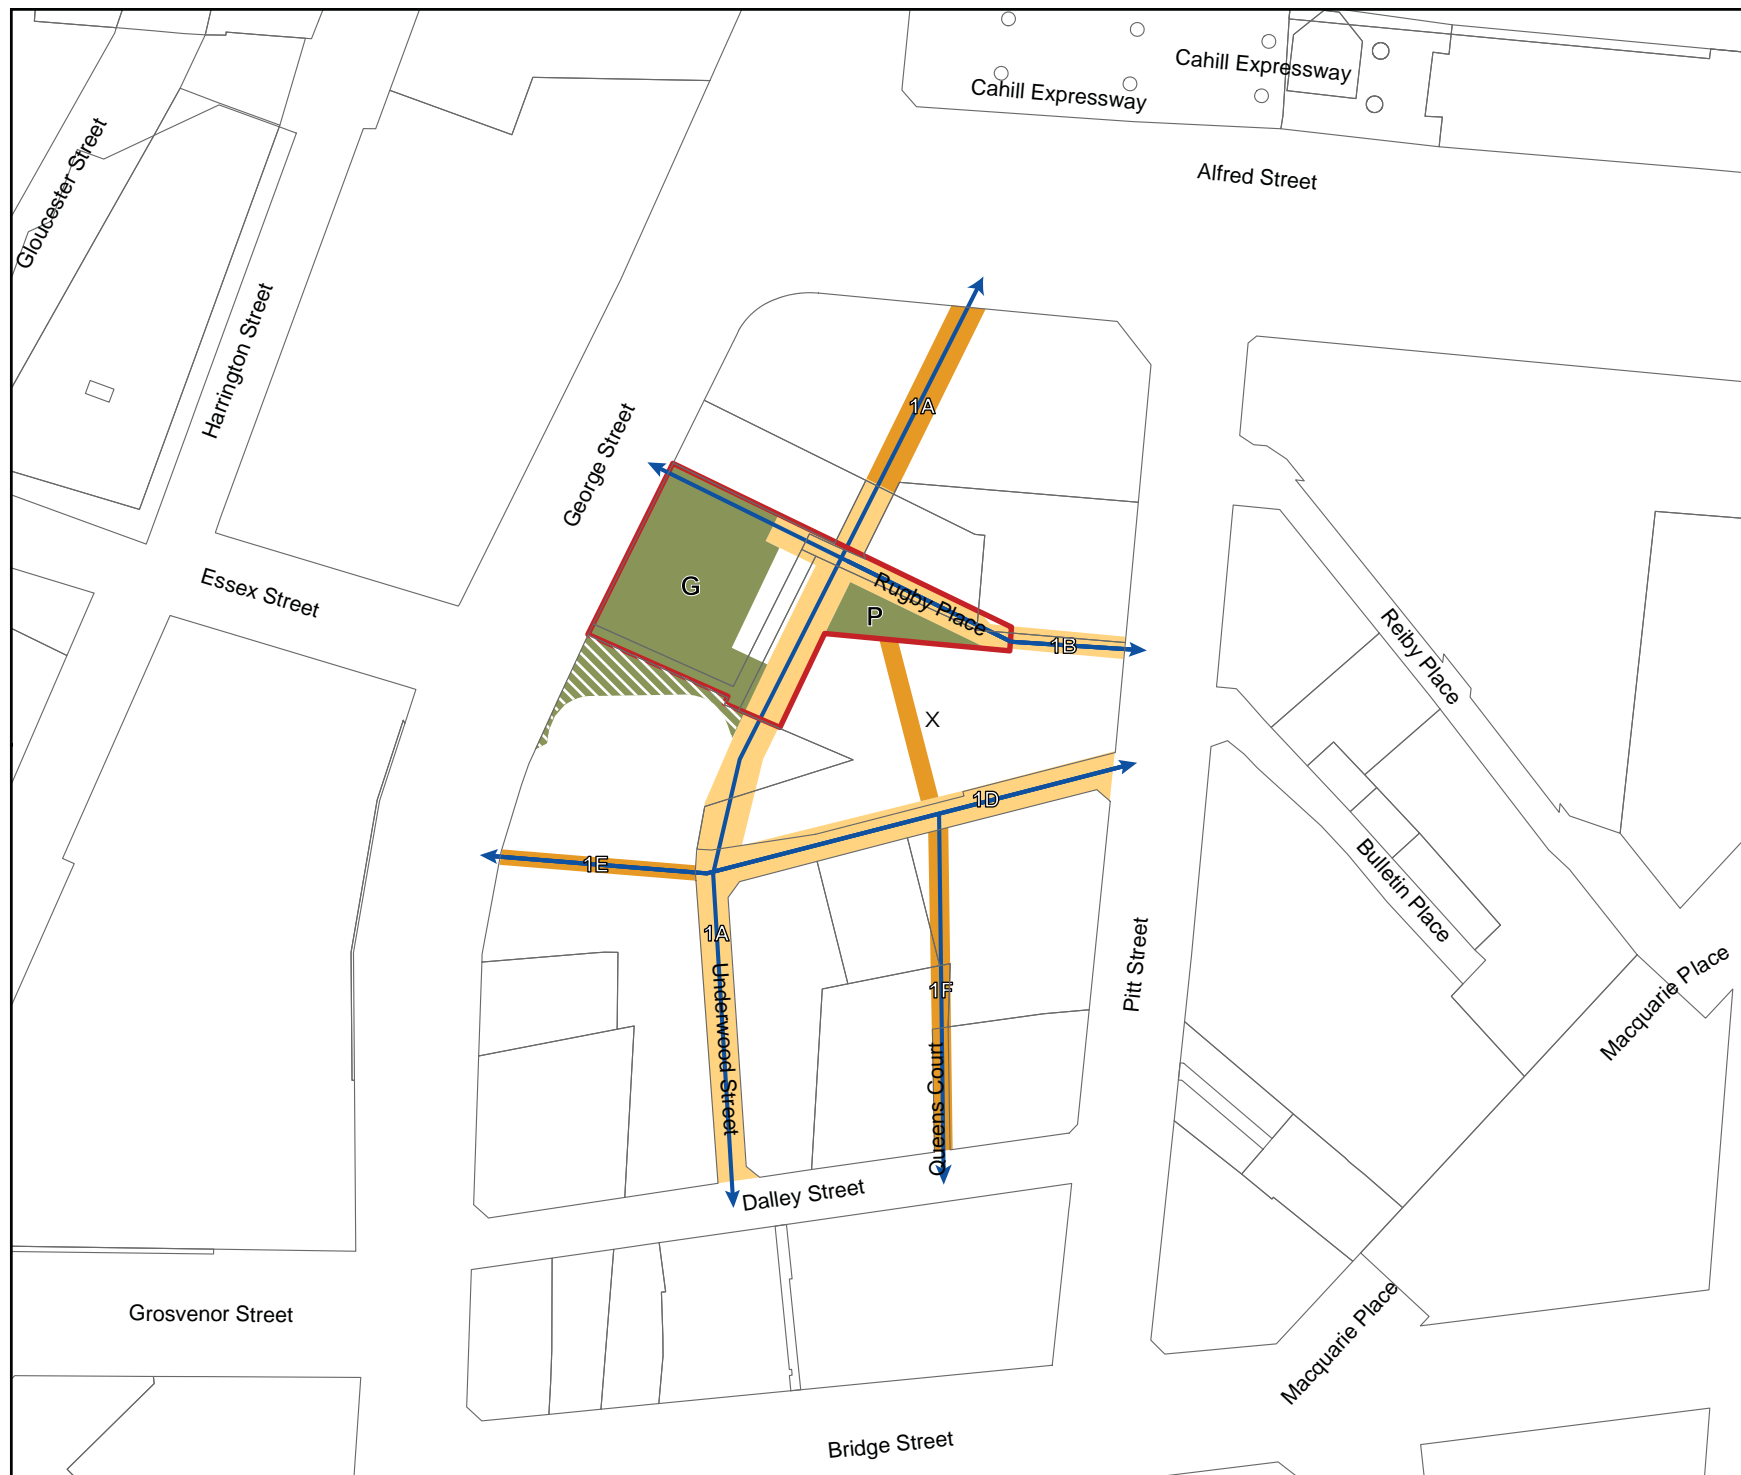 Cahill Expressway
Cahill Expressway
Alfred Street
Gloucester Street
Harrington Street
George Street
1A
Essex Street
G
P
Rugby Place
1B
Reiby Place
X
1D
1E
Bulletin Place
1A
Underwood Street
1F
Queens Court
Pitt Street
Macquarie Place
Dalley Street
Grosvenor Street
Macquarie Place
Bridge Street